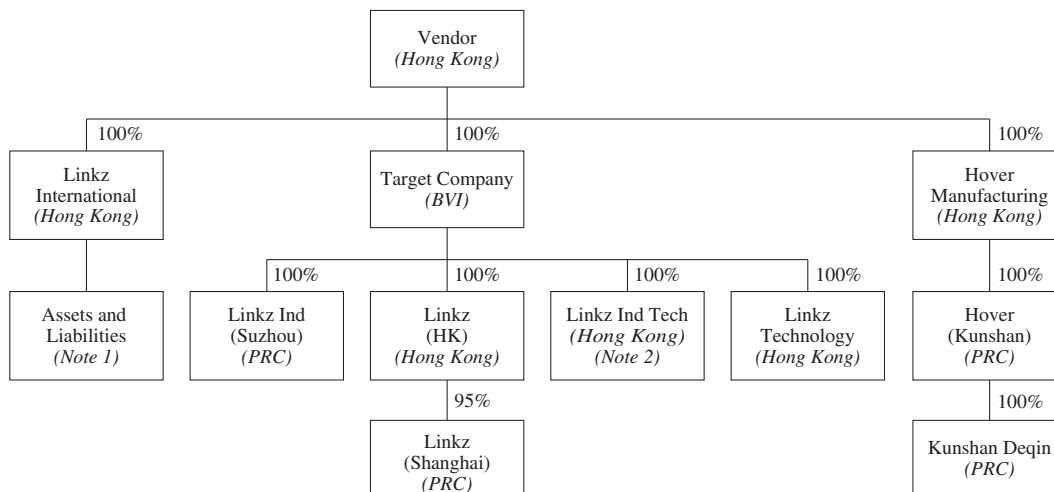 Vendor
(Hong Kong)
100%
100%
100%
Linkz
International
(Hong Kong)
Target Company
(BVI)
Hover
Manufacturing
(Hong Kong)
100%
100%
100%
100%
100%
Assets and
Liabilities
(Note 1)
Linkz Ind
(Suzhou)
(PRC)
Linkz
(HK)
(Hong Kong)
Linkz Ind Tech
(Hong Kong)
(Note 2)
Linkz
Technology
(Hong Kong)
Hover
(Kunshan)
(PRC)
95%
100%
Linkz
(Shanghai)
(PRC)
Kunshan Deqin
(PRC)